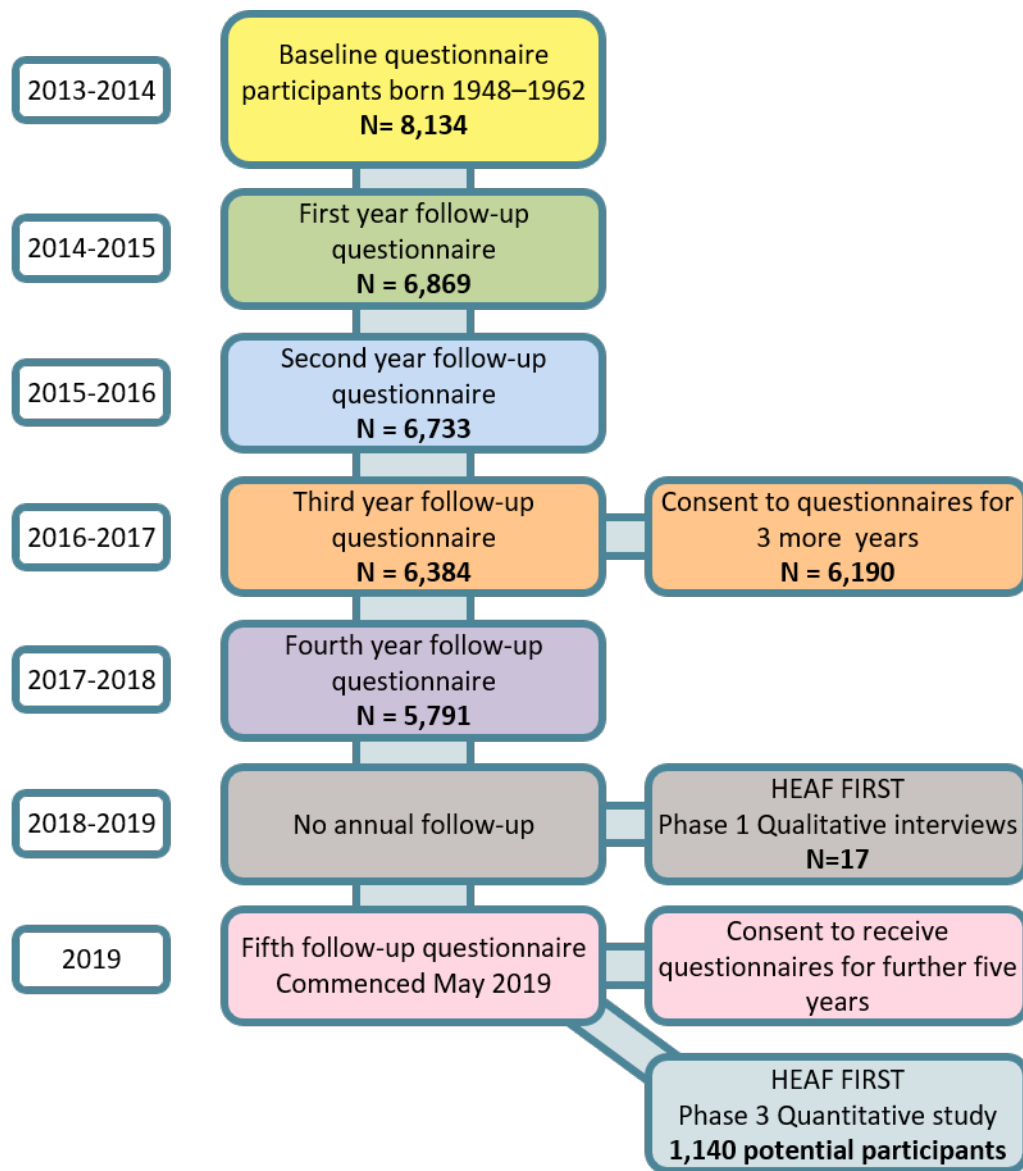 2013-2014
Baseline questionnaire
participants born 1948–1962
N= 8,134
2014-2015
First year follow-up
questionnaire
N = 6,869
2015-2016
Second year follow-up
questionnaire
N = 6,733
2016-2017
Third year follow-up
questionnaire
N = 6,384
Consent to questionnaires for
3 more years
N = 6,190
2017-2018
Fourth year follow-up
questionnaire
N = 5,791
2018-2019
No annual follow-up
HEAF FIRST
Phase 1 Qualitative interviews
N=17
2019
Fifth follow-up questionnaire
Commenced May 2019
Consent to receive
questionnaires for further five
years
HEAF FIRST
Phase 3 Quantitative study
1,140 potential participants